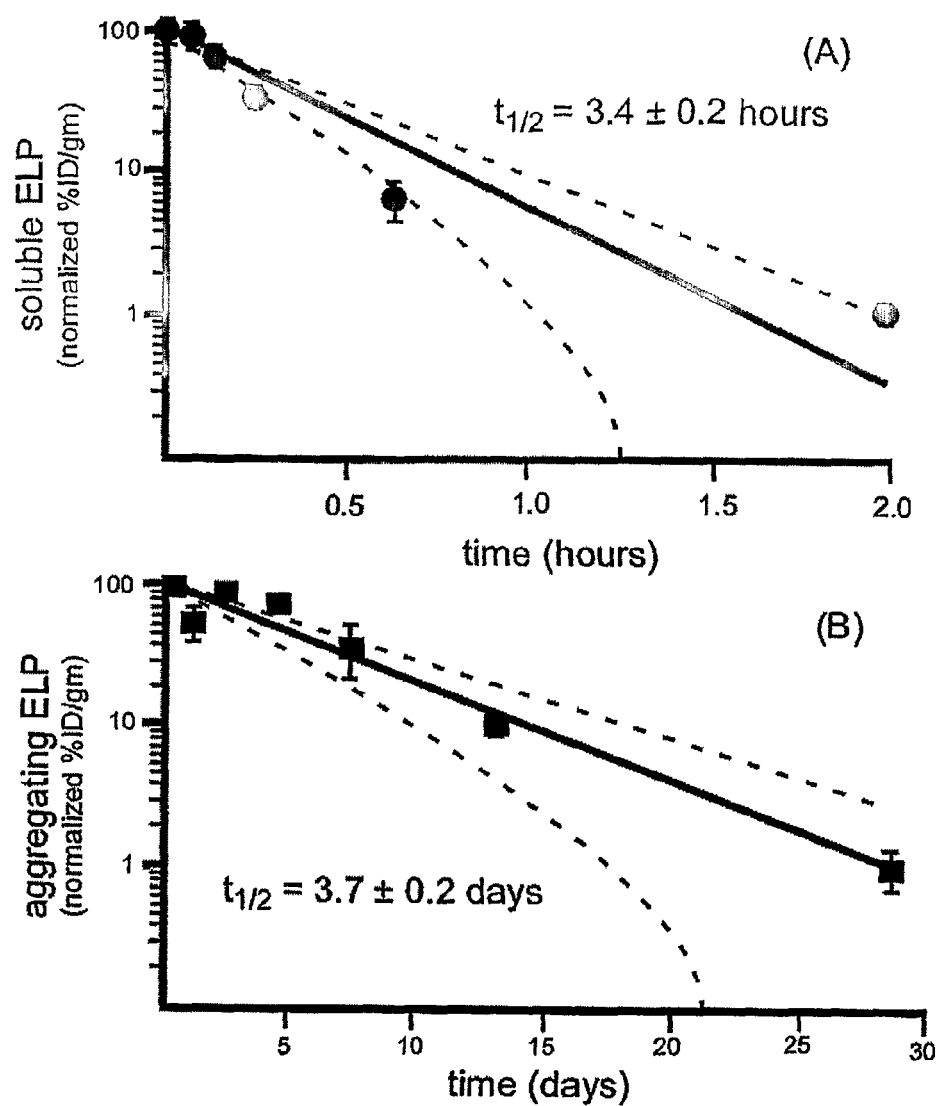 (A)
t1/2 = 3.4 ± 0.2 hours
soluble ELP
(normalized %ID/gm)
100
10
1
0.5
1.0
1.5
2.0
time (hours)
(B)
t1/2 = 3.7 ± 0.2 days
aggregating ELP
(normalized %ID/gm)
100
10
1
5
10
15
20
25
30
time (days)